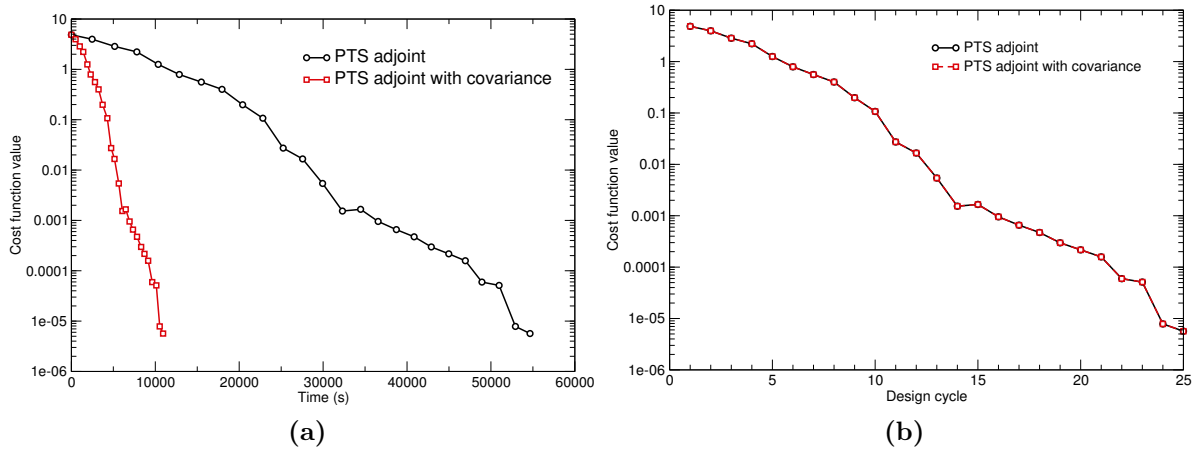 10
1
0.1
0.01
0.001
0.0001
1e-05
1e-06
Cost function value
0 10000 20000 30000 40000 50000 60000
Time (s)
PTS adjoint
PTS adjoint with covariance
(a)
10
1
0.1
0.01
0.001
0.0001
1e-05
1e-06
Cost function value
0 5 10 15 20 25
Design cycle
PTS adjoint
PTS adjoint with covariance
(b)